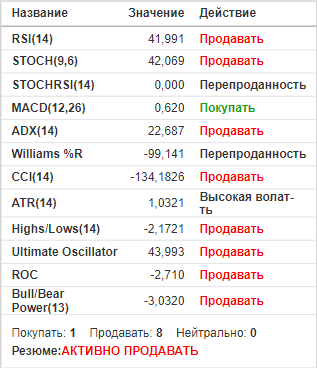 Название Значение Действие
RSI(14) 41,991 Продавать
STOCH(9,6) 42,069 Продавать
STOCHRSI(14) 0,000 Перепроданность
MACD(12,26) 0,620 Покупать
ADX(14) 22,687 Продавать
Williams %R -99,141 Перепроданность
CCI(14) -134,1826 Продавать
ATR(14) 1,0321 Высокая волат-
ть
Highs/Lows(14) -2,1721 Продавать
Ultimate Oscillator 43,993 Продавать
ROC -2,710 Продавать
Bull/Bear
Power(13) -3,0320 Продавать
Покупать: 1 Продавать: 8 Нейтрально: 0
Резюме:АКТИВНО ПРОДАВАТЬ